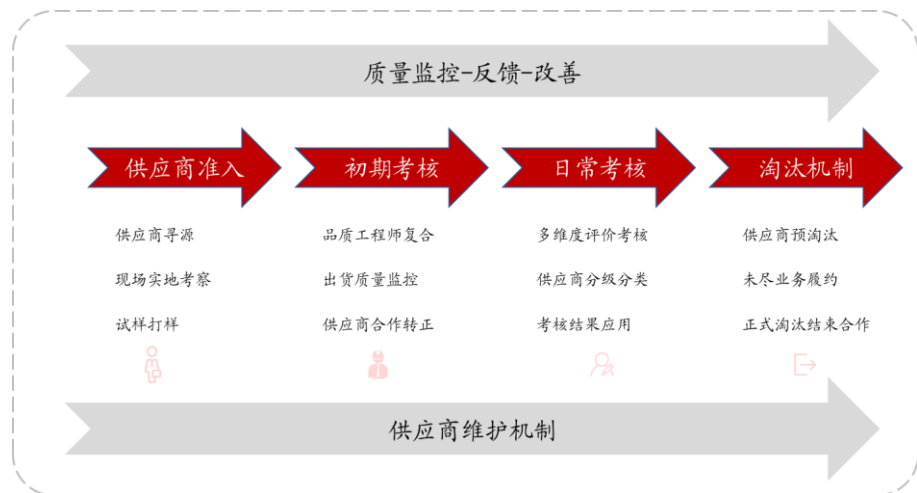 质量监控-反馈-改善
供应商准入
初期考核
日常考核
淘汰机制
供应商寻源
品质工程师复合
多维度评价考核
供应商预淘汰
现场实地考察
出货质量监控
供应商分级分类
未尽业务履约
试样打样
供应商合作转正
考核结果应用
正式淘汰结束合作
供应商维护机制